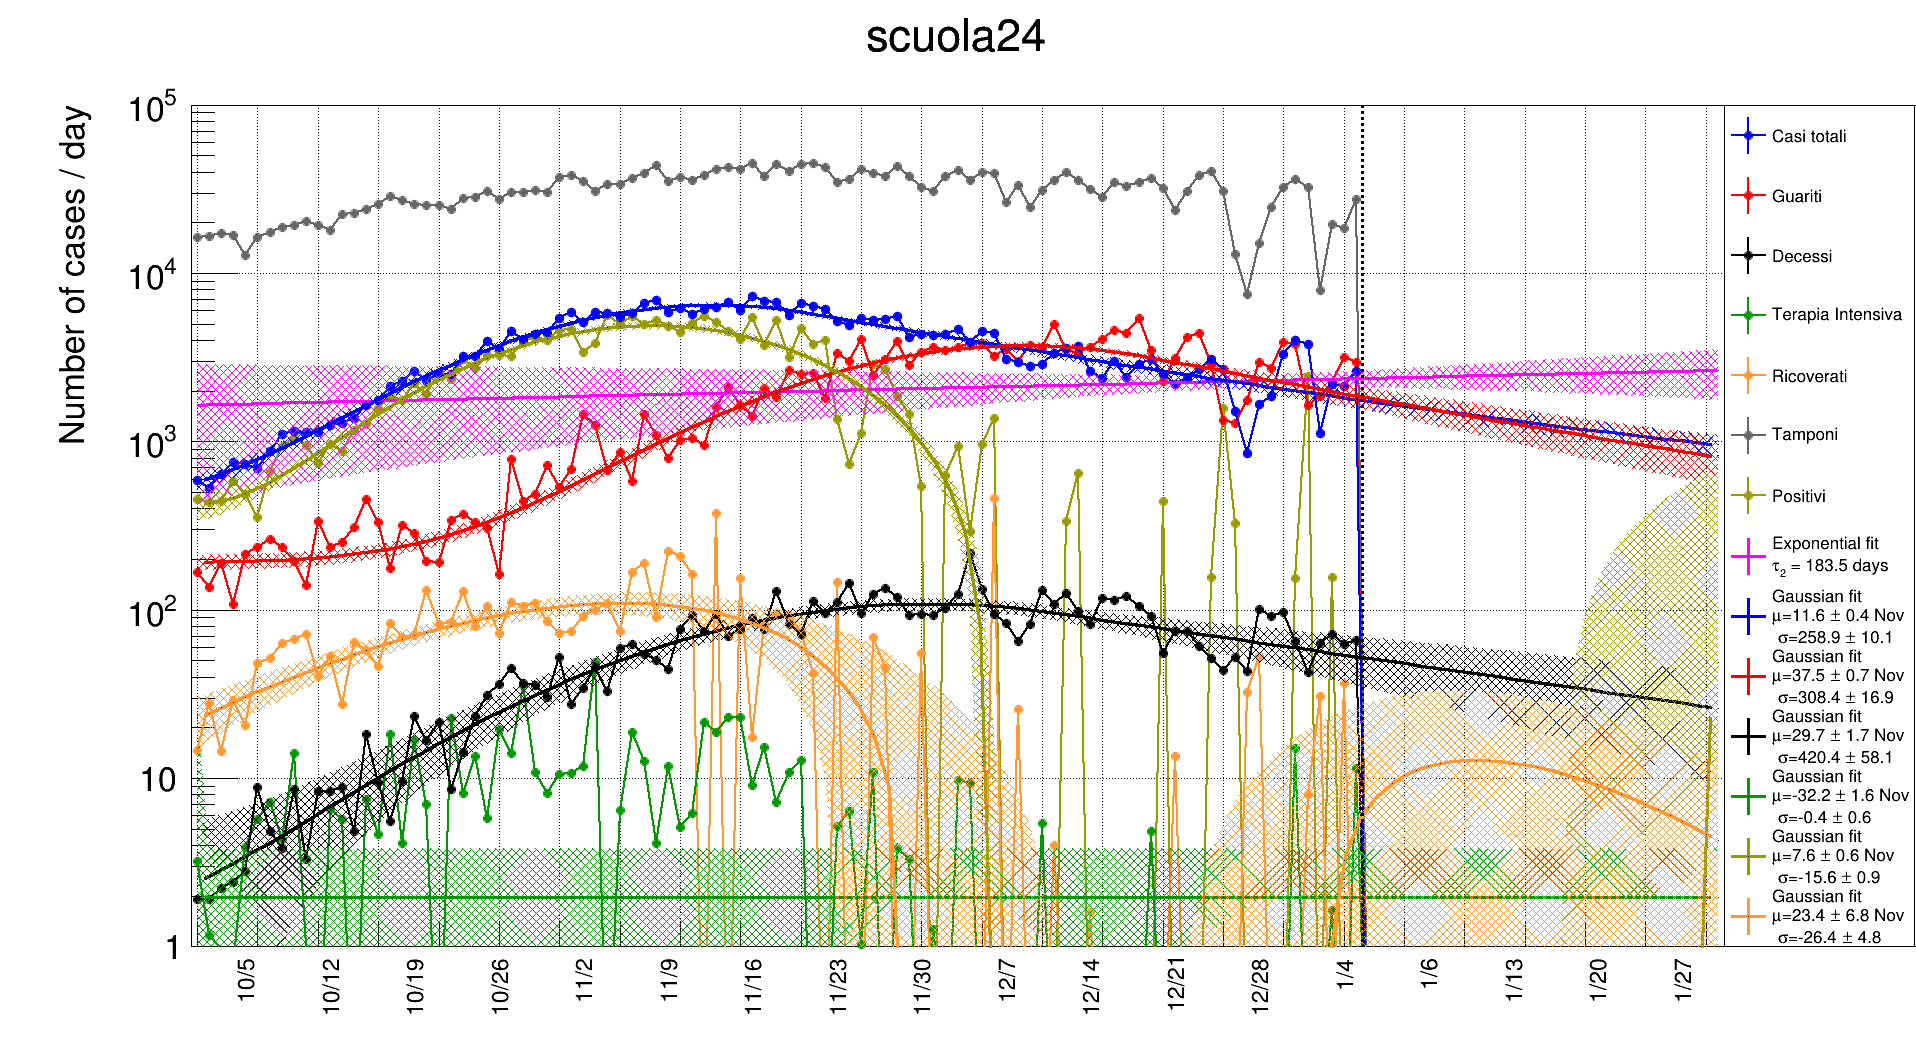 scuola24
Number of cases / day
10^5
10^4
10^3
10^2
10
1
10/5
10/12
10/19
10/26
11/2
11/9
11/16
11/23
11/30
12/7
12/14
12/21
12/28
1/4
1/6
1/13
1/20
1/27
Casi totali
Guariti
Decessi
Terapia Intensiva
Ricoverati
Tamponi
Positivi
Exponential fit
τ_2 = 183.5 days
Gaussian fit
μ=11.6 ± 0.4 Nov
σ=258.9 ± 10.1
Gaussian fit
μ=37.5 ± 0.7 Nov
σ=308.4 ± 16.9
Gaussian fit
μ=29.7 ± 1.7 Nov
σ=420.4 ± 58.1
Gaussian fit
μ=-32.2 ± 1.6 Nov
σ=-0.4 ± 0.6
Gaussian fit
μ=7.6 ± 0.6 Nov
σ=-15.6 ± 0.9
Gaussian fit
μ=23.4 ± 6.8 Nov
σ=-26.4 ± 4.8